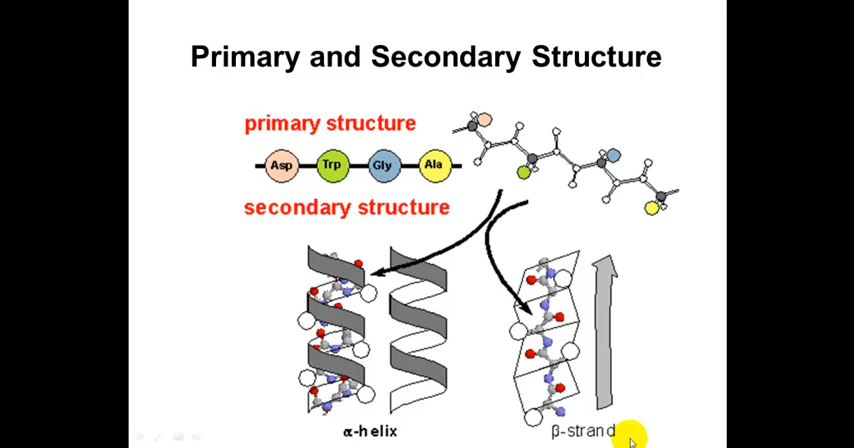 Primary and Secondary Structure
primary structure
Asp Trp Gly Ala
secondary structure
α-helix
β-strand